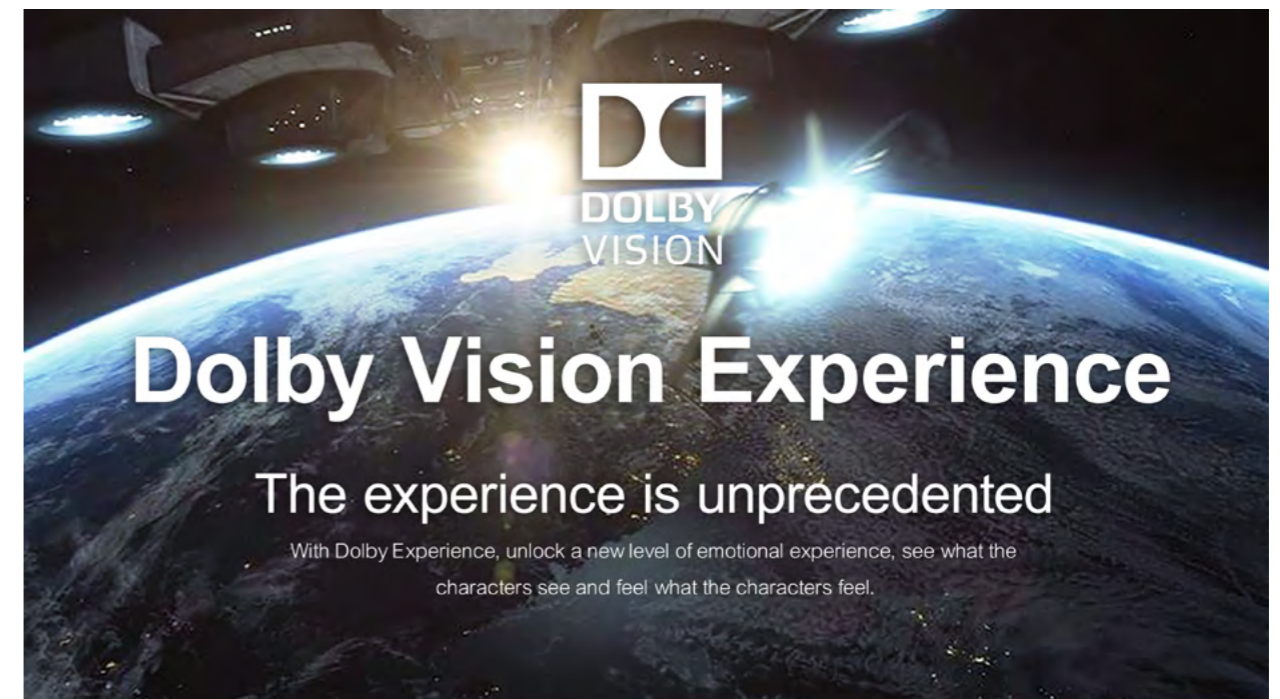 DOLBY
VISION
Dolby Vision Experience
The experience is unprecedented
With Dolby Experience, unlock a new level of emotional experience, see what the
characters see and feel what the characters feel.